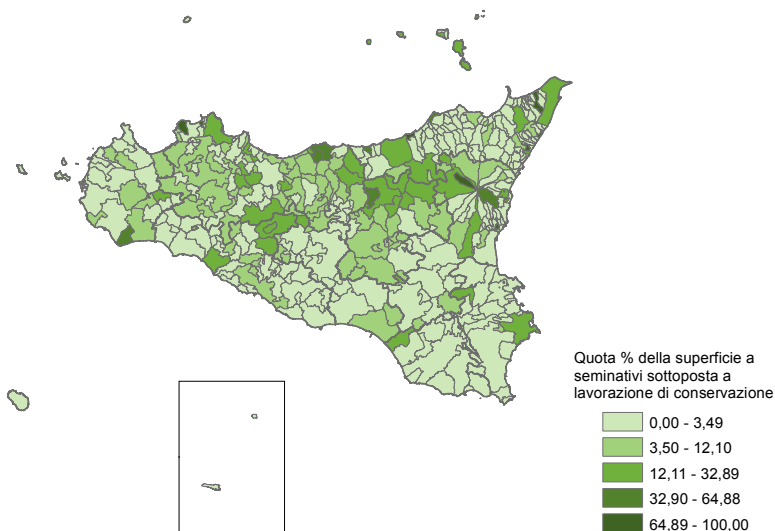 Quota % della superficie a
seminativi sottoposta a
lavorazione di conservazione
0,00 - 3,49
3,50 - 12,10
12,11 - 32,89
32,90 - 64,88
64,89 - 100,00